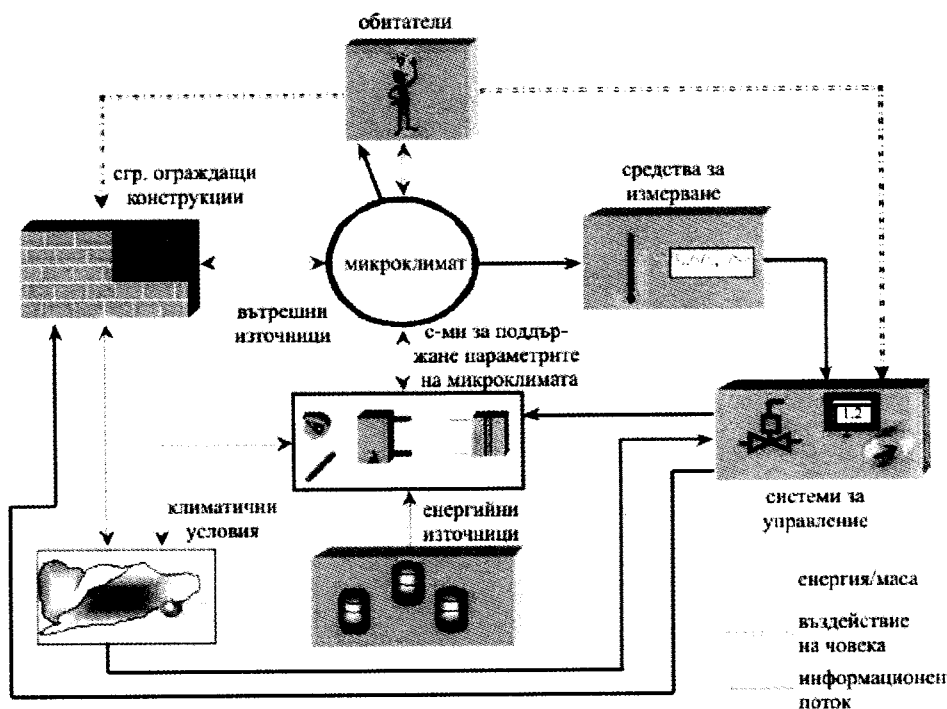 обитатели
сгр. ограждащи
конструкции
средства за
измерване
микроклимат
вътрешни
източници
с-ми за поддър-
жане параметрите
на микроклимата
1.2
климатични
условия
енергийни
източници
системи за
управление
енергия/маса
въздействие
на човека
информационен
поток